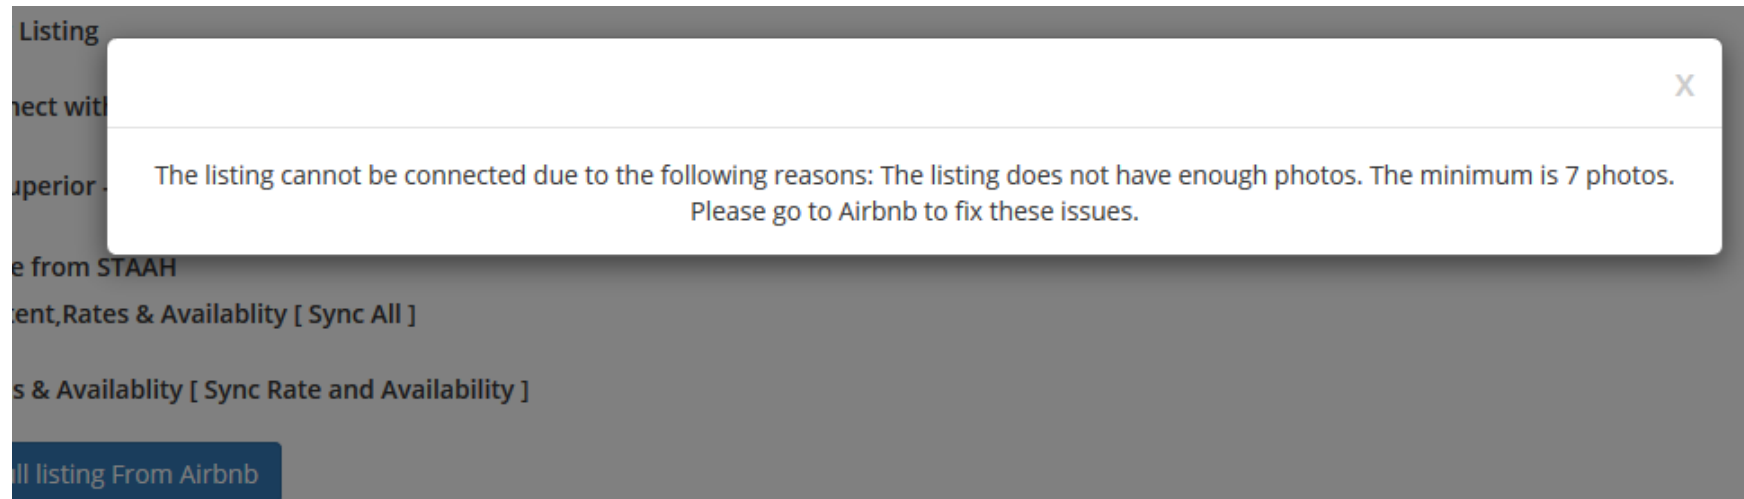 Listing
X
nect with
The listing cannot be connected due to the following reasons: The listing does not have enough photos. The minimum is 7 photos.
Please go to Airbnb to fix these issues.
uperior -
e from STAAH
ent,Rates & Availablity [ Sync All ]
s & Availablity [ Sync Rate and Availability ]
ll listing From Airbnb